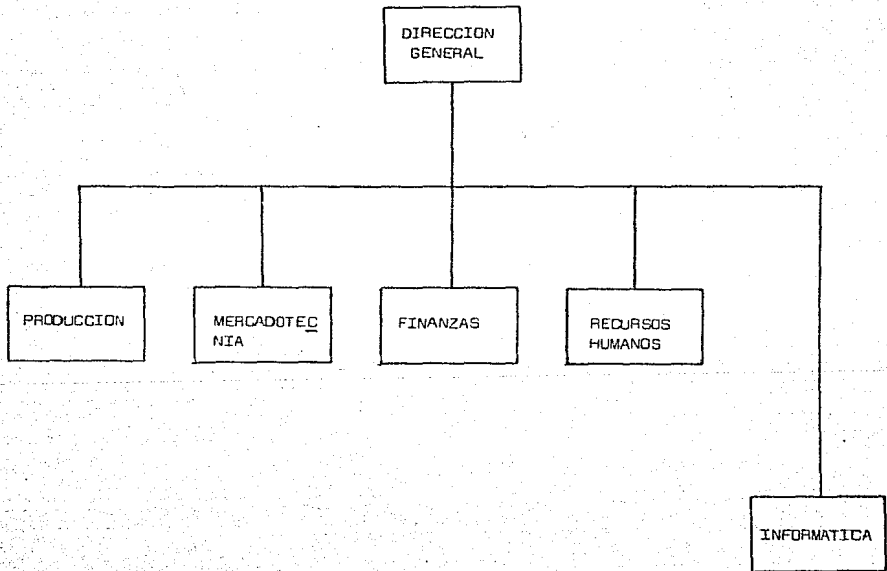 DIRECCION
GENERAL
PRODUCCION
MERCADOTEC
NIA
FINANZAS
RECURSOS
HUMANOS
INFORMATICA